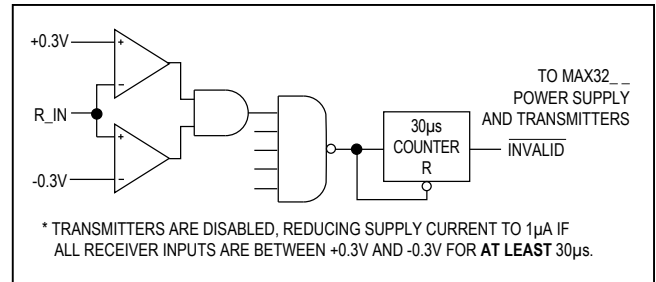 +0.3V
+
−
R_IN
+
−
-0.3V
30µs
COUNTER
R
TO MAX32_ _
POWER SUPPLY
AND TRANSMITTERS
INVALID
* TRANSMITTERS ARE DISABLED, REDUCING SUPPLY CURRENT TO 1µA IF
ALL RECEIVER INPUTS ARE BETWEEN +0.3V AND -0.3V FOR AT LEAST 30µs.